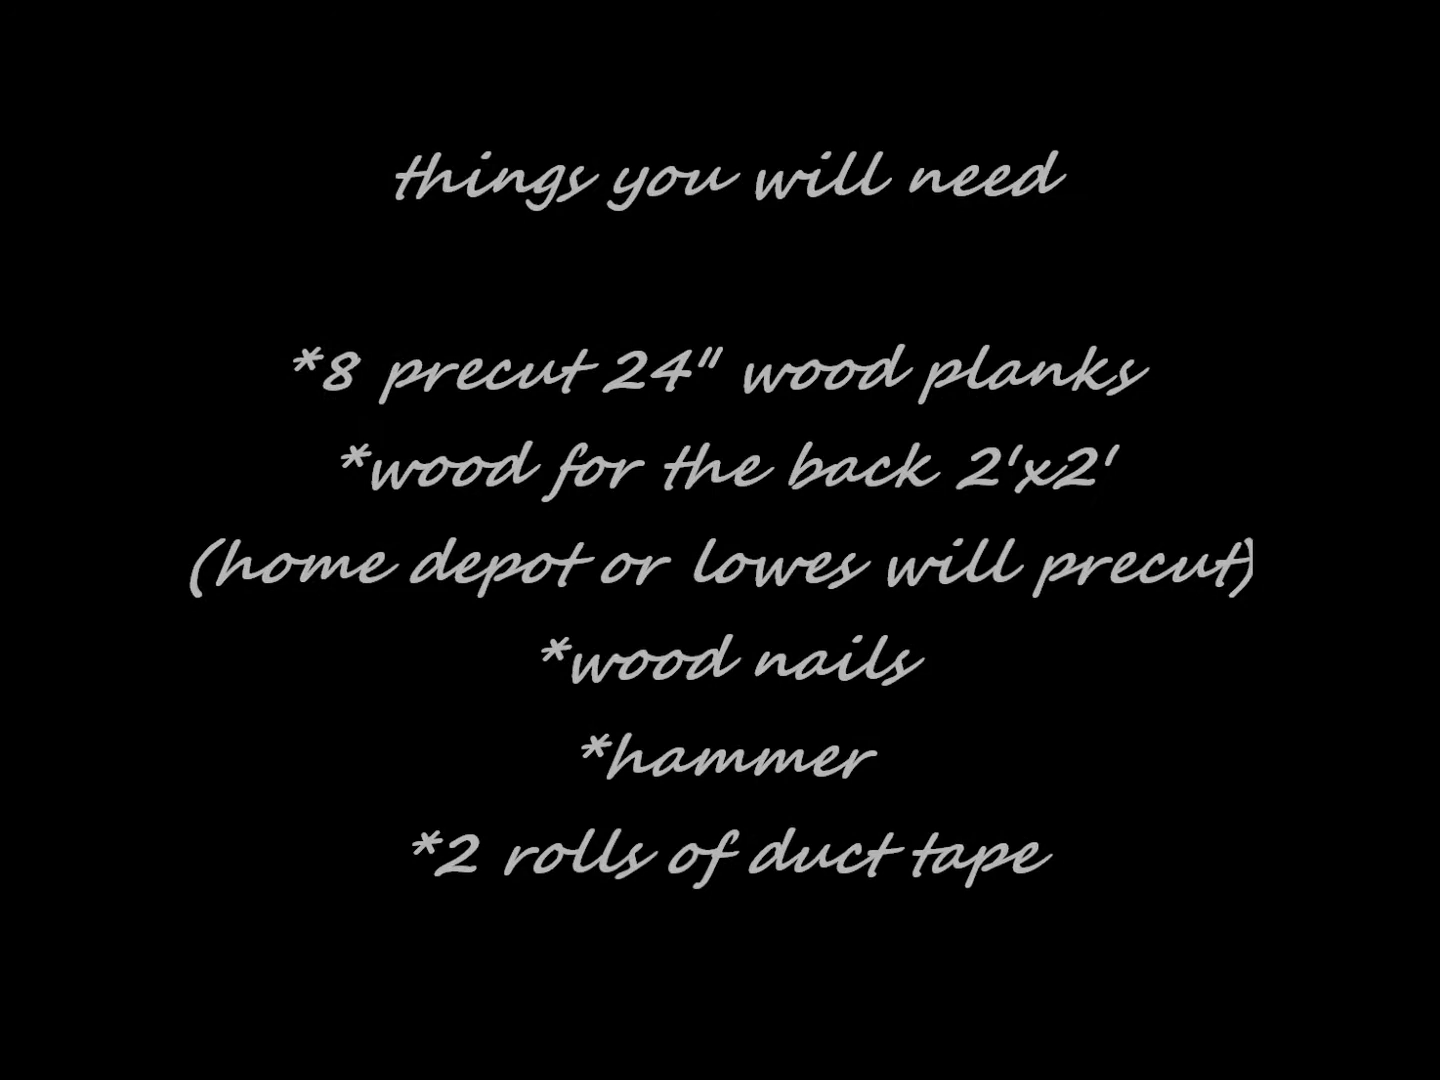 things you will need
*8 precut 24" wood planks
*wood for the back 2'x2'
(home depot or lowes will precut)
*wood nails
*hammer
*2 rolls of duct tape